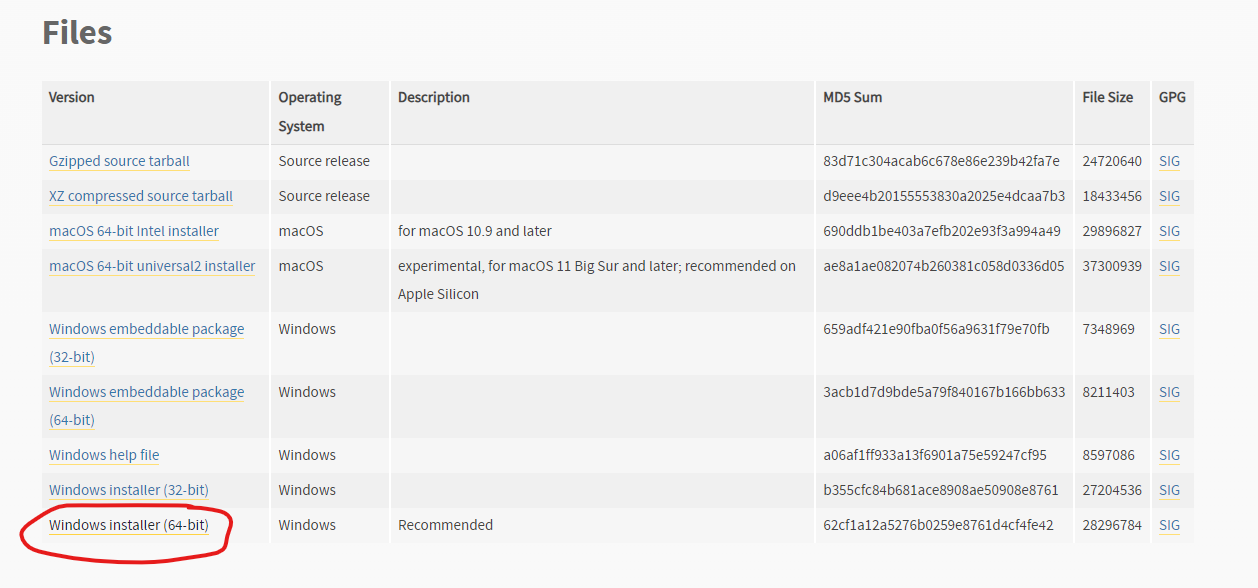 Files
Version Operating Description MD5 Sum File Size GPG
System
Gzipped source tarball Source release 83d71c304acab6c678e86e239b42fa7e 24720640 SIG
XZ compressed source tarball Source release d9eee4b20155553830a2025e4dcaa7b3 18433456 SIG
macOS 64-bit Intel installer macOS for macOS 10.9 and later 690ddb1be403a7efb202e93f3a994a49 29896827 SIG
macOS 64-bit universal2 installer macOS experimental, for macOS 11 Big Sur and later; recommended on ae8a1ae082074b260381c058d0336d05 37300939 SIG
Apple Silicon
Windows embeddable package Windows 659adf421e90fba0f56a9631f79e70fb 7348969 SIG
(32-bit)
Windows embeddable package Windows 3acb1d7d9bde5a79f840167b166bb633 8211403 SIG
(64-bit)
Windows help file Windows a06af1ff933a13f6901a75e59247cf95 8597086 SIG
Windows installer (32-bit) Windows b355cfc84b681ace8908ae50908e8761 27204536 SIG
Windows installer (64-bit) Windows Recommended 62cf1a12a5276b0259e8761d4cf4fe42 28296784 SIG